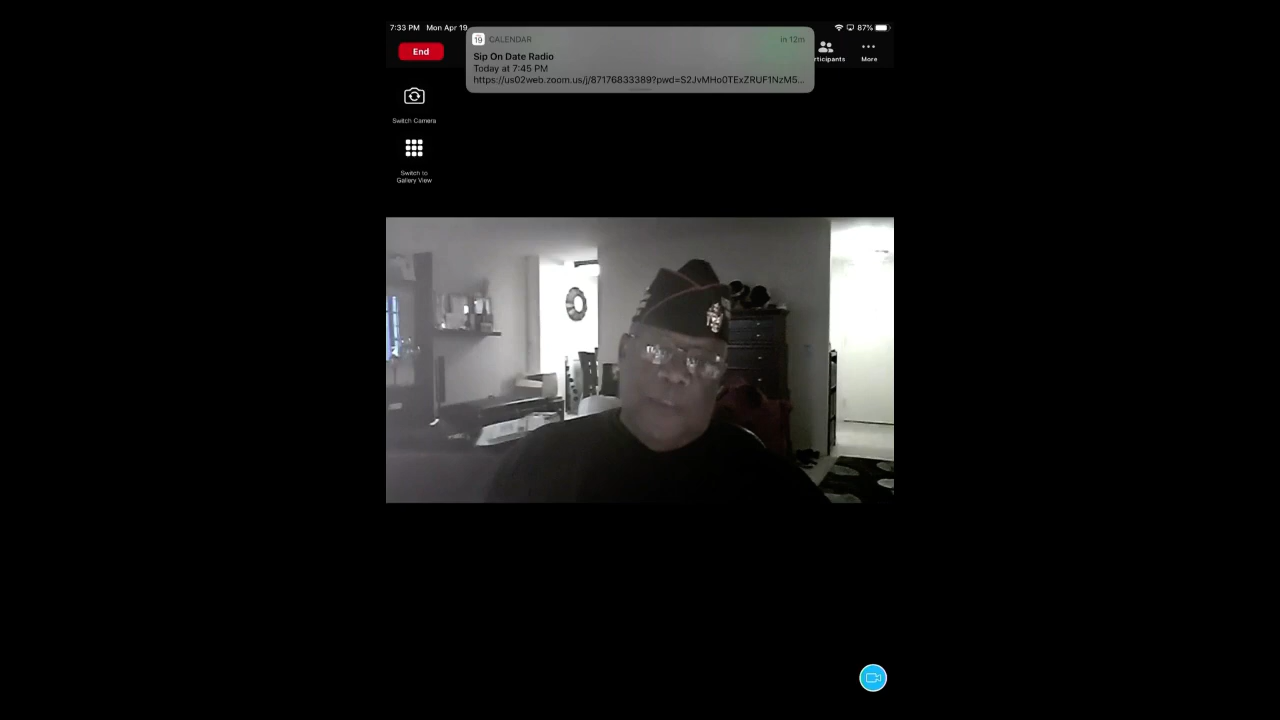 7:33 PM Mon Apr 19
87%
End
19 CALENDAR
in 12m
Sip On Date Radio
Today at 7:45 PM
https://us02web.zoom.us/j/87176833389?pwd=S2JvMHo0TExZRUF1NzM5...
rticipants
More
Switch Camera
Switch to
Gallery View